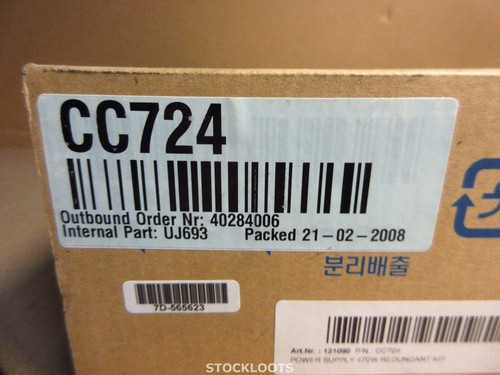 CC724
Outbound Order Nr: 40284006
Internal Part: UJ693 Packed 21-02-2008
분리배출
7D-565623
Art.Nr. : 121090 P/N : CC724
POWER SUPPLY 470W REDUNDANT KIT
STOCKLOOTS